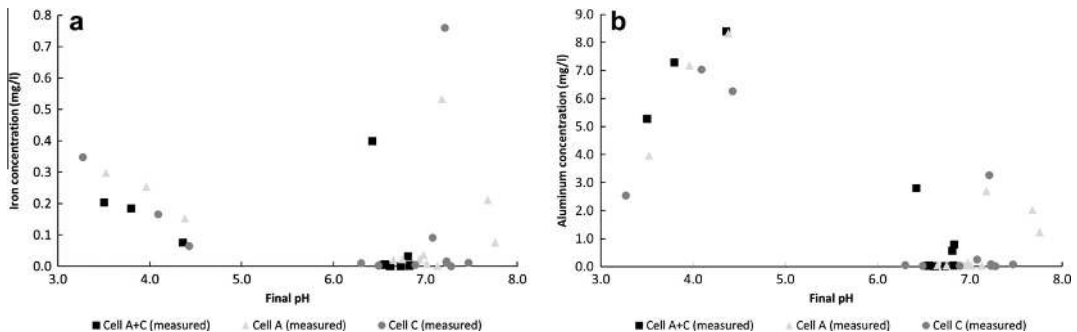 a
Iron concentration (mg/l)
0.8
0.7
0.6
0.5
0.4
0.3
0.2
0.1
0.0
3.0 4.0 5.0 6.0 7.0 8.0
Final pH
Cell A+C (measured) Cell A (measured) Cell C (measured)
b
Aluminum concentration (mg/l)
9.0
8.0
7.0
6.0
5.0
4.0
3.0
2.0
1.0
0.0
3.0 4.0 5.0 6.0 7.0 8.0
Final pH
Cell A+C (measured) Cell A (measured) Cell C (measured)